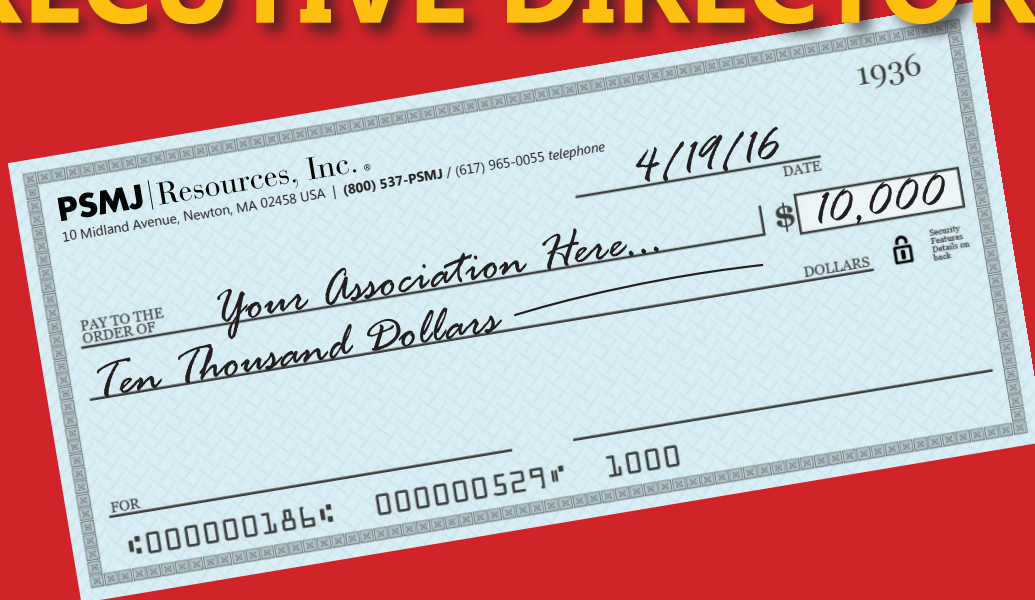 EXECUTIVE DIRECTOR
1936
PSMJ | Resources, Inc.®
10 Midland Avenue, Newton, MA 02458 USA | (800) 537-PSMJ / (617) 965-0055 telephone
4/19/16
DATE
PAY TO THE
ORDER OF
Your Association Here...
$ 10,000
Security
Features
Details on
back
Ten Thousand Dollars
DOLLARS
FOR
⑆000000186⑆ 000000529⑈ 1000